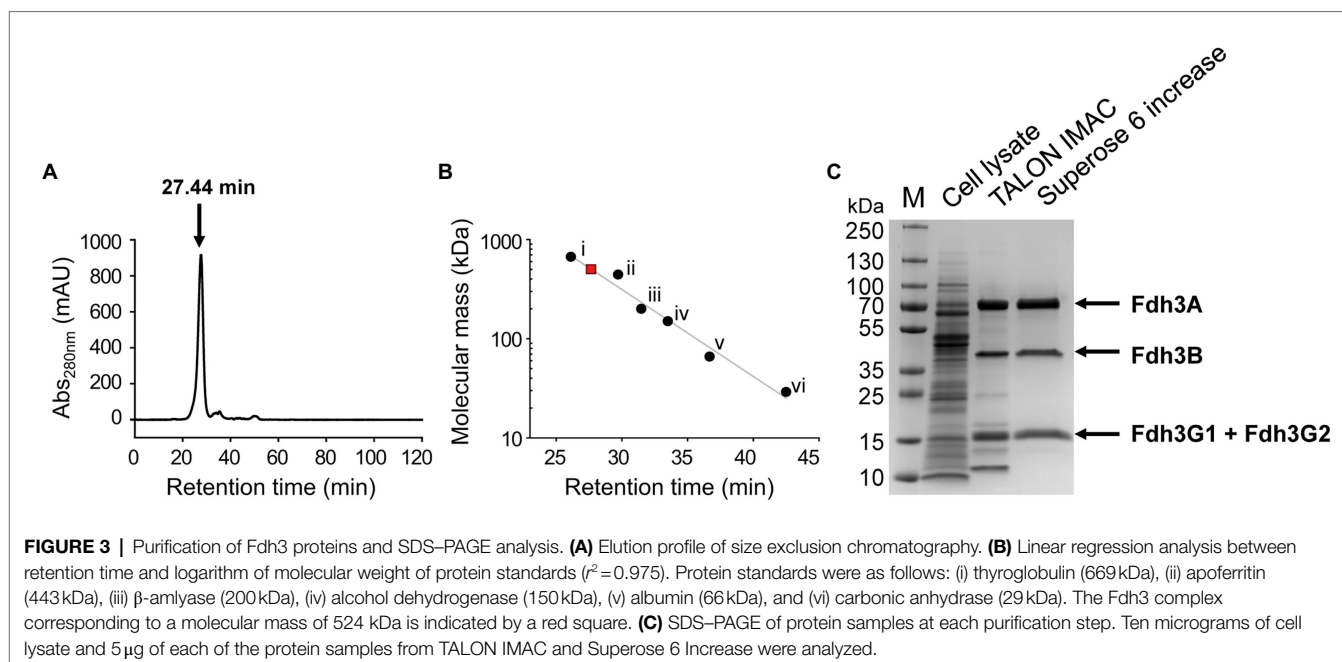 A
27.44 min
1000
800
600
400
200
0
Abs280nm (mAU)
0 20 40 60 80 100 120
Retention time (min)
B
1000
100
10
Molecular mass (kDa)
i
ii
iii
iv
v
vi
25 30 35 40 45
Retention time (min)
C
kDa
M Cell lysate TALON IMAC Superose 6 increase
250
130
100
70
55
35
25
15
10
Fdh3A
Fdh3B
Fdh3G1 + Fdh3G2
FIGURE 3 | Purification of Fdh3 proteins and SDS–PAGE analysis. (A) Elution profile of size exclusion chromatography. (B) Linear regression analysis between
retention time and logarithm of molecular weight of protein standards (r² = 0.975). Protein standards were as follows: (i) thyroglobulin (669 kDa), (ii) apoferritin
(443 kDa), (iii) β-amlyase (200 kDa), (iv) alcohol dehydrogenase (150 kDa), (v) albumin (66 kDa), and (vi) carbonic anhydrase (29 kDa). The Fdh3 complex
corresponding to a molecular mass of 524 kDa is indicated by a red square. (C) SDS–PAGE of protein samples at each purification step. Ten micrograms of cell
lysate and 5 μg of each of the protein samples from TALON IMAC and Superose 6 Increase were analyzed.